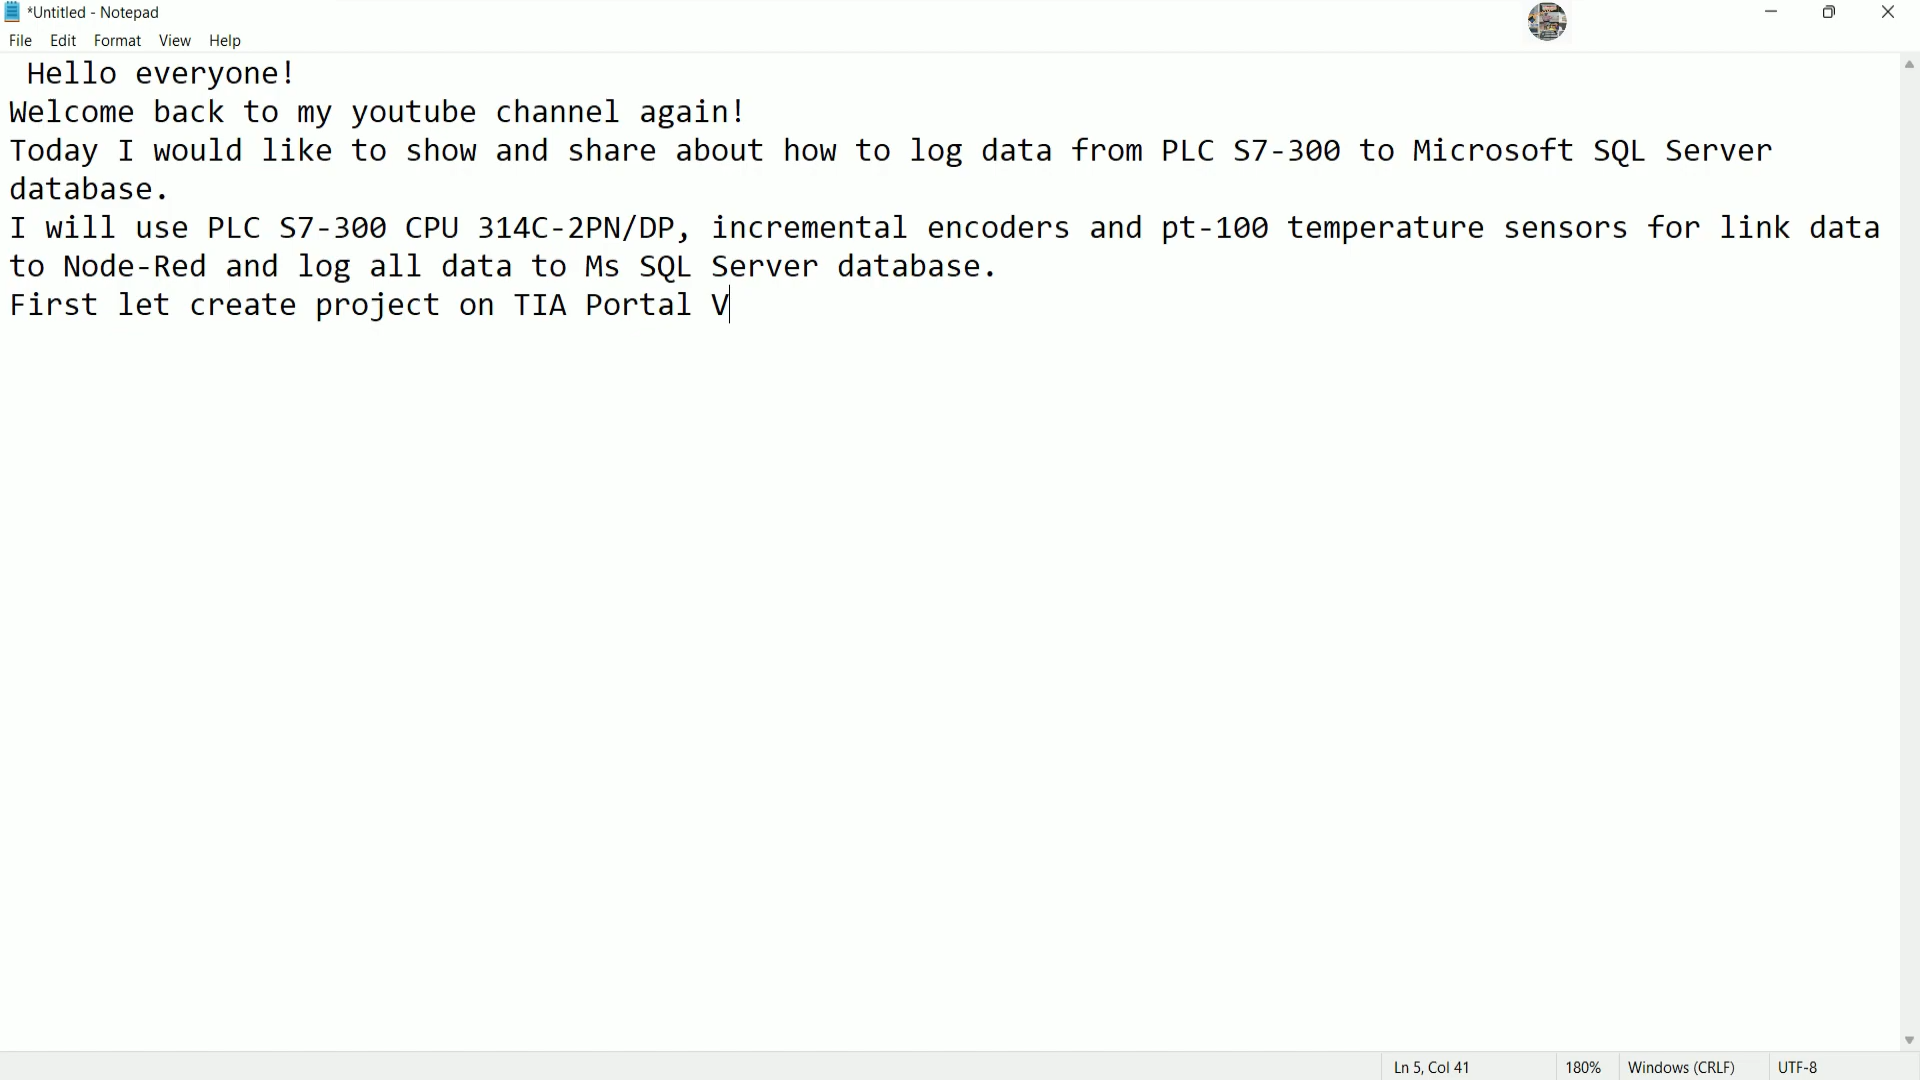 *Untitled - Notepad
File Edit Format View Help
Hello everyone!
Welcome back to my youtube channel again!
Today I would like to show and share about how to log data from PLC S7-300 to Microsoft SQL Server
database.
I will use PLC S7-300 CPU 314C-2PN/DP, incremental encoders and pt-100 temperature sensors for link data
to Node-Red and log all data to Ms SQL Server database.
First let create project on TIA Portal V
Ln 5, Col 41 180% Windows (CRLF) UTF-8